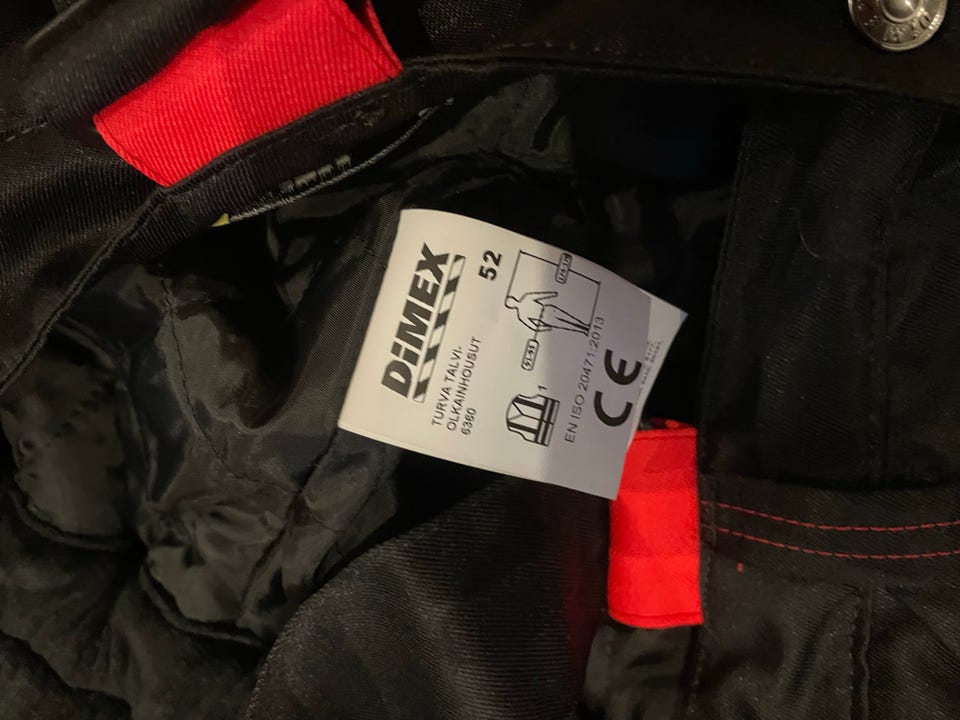 DiMEX
52
TURVA TALVI-
OLKAINHOUSUT
6360
1
EN ISO 20471:2013
CE